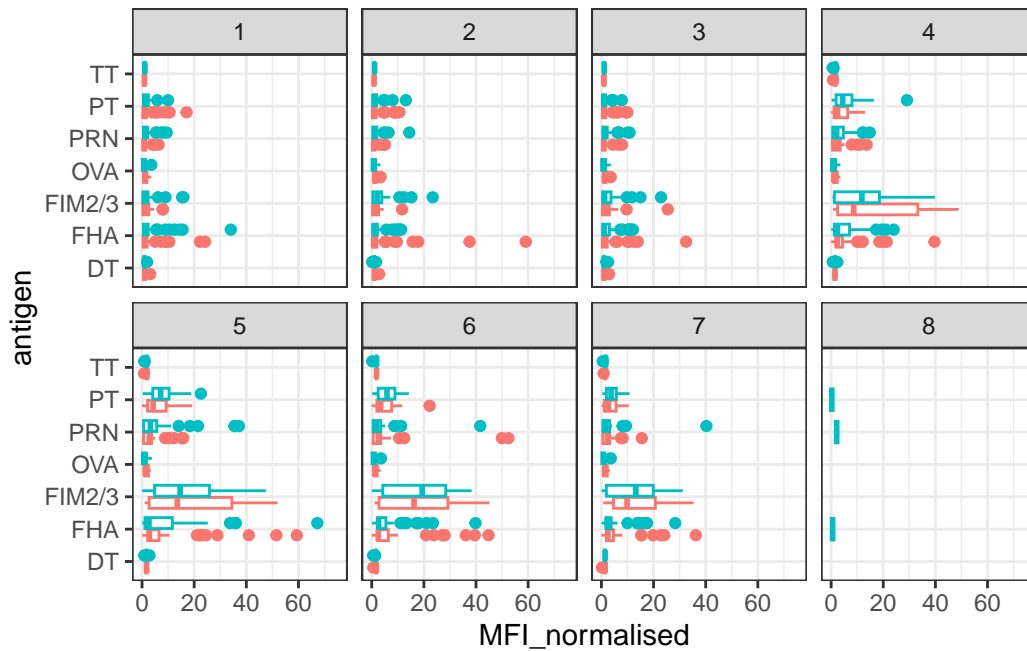 1 2 3 4
TT
PT
PRN
OVA
FIM2/3
FHA
DT
antigen
5 6 7 8
TT
PT
PRN
OVA
FIM2/3
FHA
DT
0 20 40 60 0 20 40 60 0 20 40 60 0 20 40 60
MFI_normalised